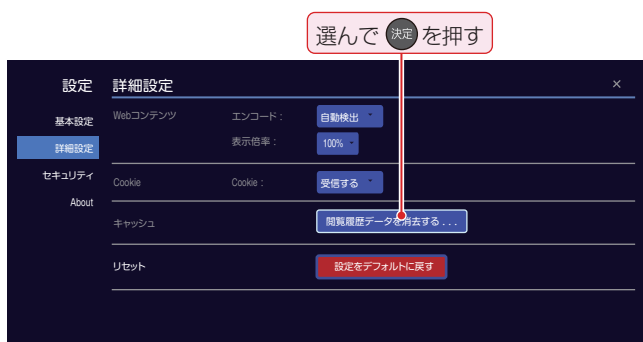 選んで 決定 を押す
設定
詳細設定
×
基本設定
詳細設定
セキュリティ
About
Webコンテンツ
エンコード：
自動検出
表示倍率：
100%
Cookie
Cookie：
受信する
キャッシュ
閲覧履歴データを消去する...
リセット
設定をデフォルトに戻す